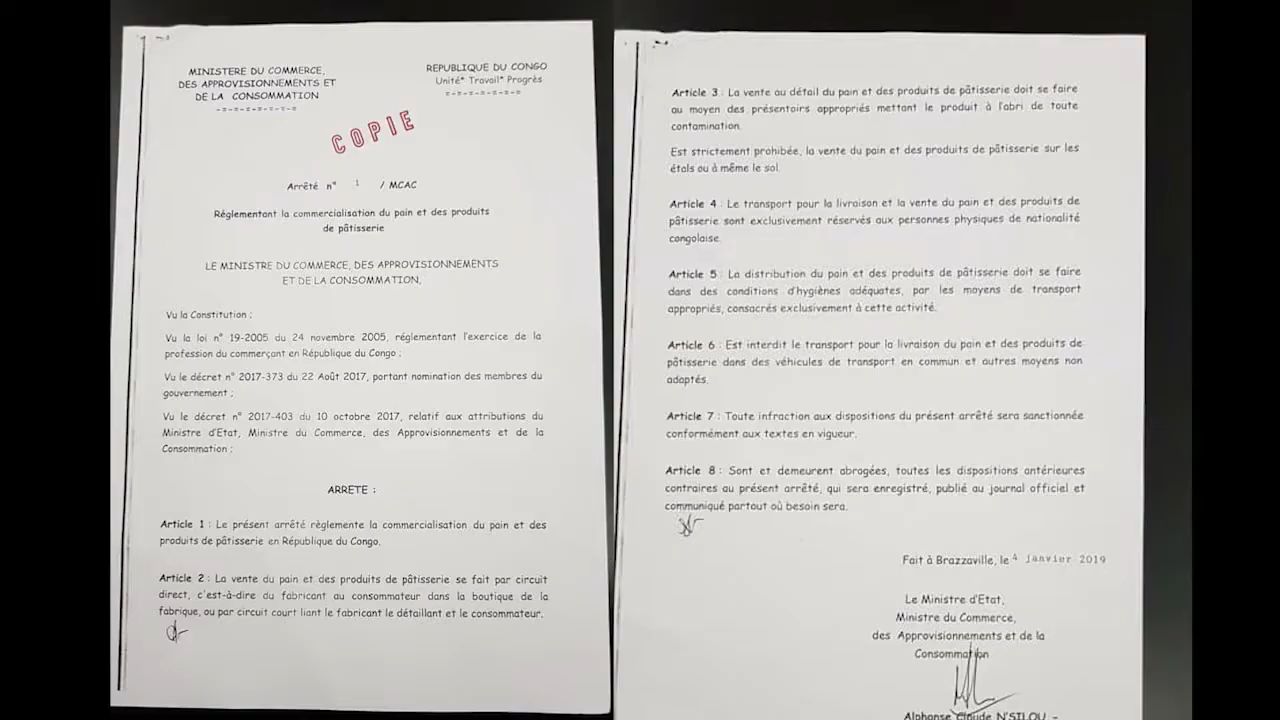 MINISTERE DU COMMERCE,
DES APPROVISIONNEMENTS ET
DE LA CONSOMMATION
-=-=-=-=-=-=-
REPUBLIQUE DU CONGO
Unité* Travail* Progrès
=-=-=-=-=-=-=
COPIE
Arrêté n° 1 / MCAC
Réglementant la commercialisation du pain et des produits
de pâtisserie
LE MINISTRE DU COMMERCE, DES APPROVISIONNEMENTS
ET DE LA CONSOMMATION,
Vu la Constitution ;
Vu la loi n° 19-2005 du 24 novembre 2005, réglementant l'exercice de la
profession du commerçant en République du Congo ;
Vu le décret n° 2017-373 du 22 Août 2017, portant nomination des membres du
gouvernement ;
Vu le décret n° 2017-403 du 10 octobre 2017, relatif aux attributions du
Ministre d'Etat, Ministre du Commerce, des Approvisionnements et de la
Consommation ;
ARRETE :
Article 1 : Le présent arrêté règlemente la commercialisation du pain et des
produits de pâtisserie en République du Congo.
Article 2 : La vente du pain et des produits de pâtisserie se fait par circuit
direct, c'est-à-dire du fabricant au consommateur dans la boutique de la
fabrique, ou par circuit court liant le fabricant le détaillant et le consommateur.
Article 3 : La vente au détail du pain et des produits de pâtisserie doit se faire
au moyen des présentoirs appropriés mettant le produit à l'abri de toute
contamination.
Est strictement prohibée, la vente du pain et des produits de pâtisserie sur les
étals ou à même le sol.
Article 4 : Le transport pour la livraison et la vente du pain et des produits de
pâtisserie sont exclusivement réservés aux personnes physiques de nationalité
congolaise.
Article 5 : La distribution du pain et des produits de pâtisserie doit se faire
dans des conditions d'hygiènes adéquates, par les moyens de transport
appropriés, consacrés exclusivement à cette activité.
Article 6 : Est interdit le transport pour la livraison du pain et des produits de
pâtisserie dans des véhicules de transport en commun et autres moyens non
adaptés.
Article 7 : Toute infraction aux dispositions du présent arrêté sera sanctionnée
conformément aux textes en vigueur.
Article 8 : Sont et demeurent abrogées, toutes les dispositions antérieures
contraires au présent arrêté, qui sera enregistré, publié au journal officiel et
communiqué partout où besoin sera.
Fait à Brazzaville, le 4 janvier 2019
Le Ministre d'Etat,
Ministre du Commerce,
des Approvisionnements et de la
Consommation
Alphonse Claude N'SILOU -